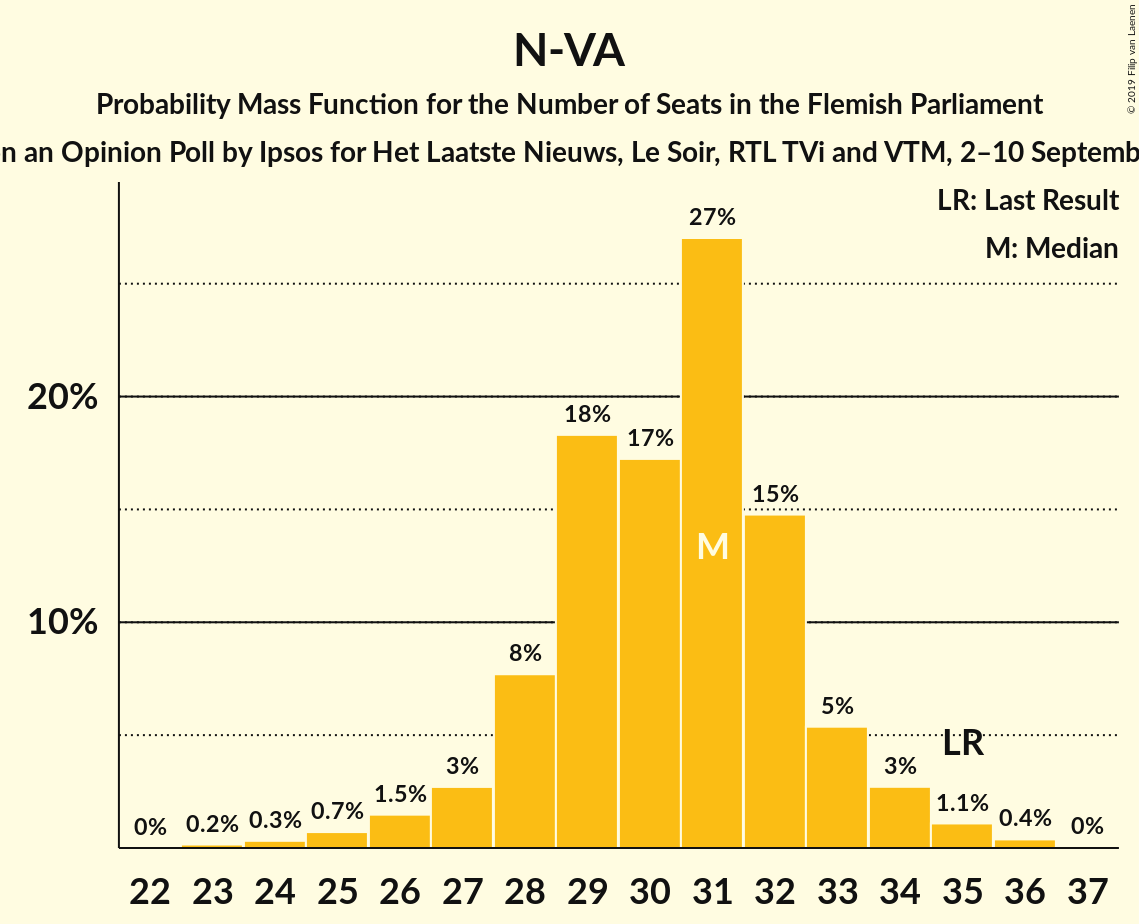 N-VA
Probability Mass Function for the Number of Seats in the Flemish Parliament
n an Opinion Poll by Ipsos for Het Laatste Nieuws, Le Soir, RTL TVi and VTM, 2–10 Septemb
© 2019 Filip van Laenen
LR: Last Result
M: Median
27%
20%
18%
17%
15%
M
10%
8%
5%
LR
3%
3%
1.5%
1.1%
0.7%
0.4%
0.3%
0.2%
0%
0%
22 23 24 25 26 27 28 29 30 31 32 33 34 35 36 37